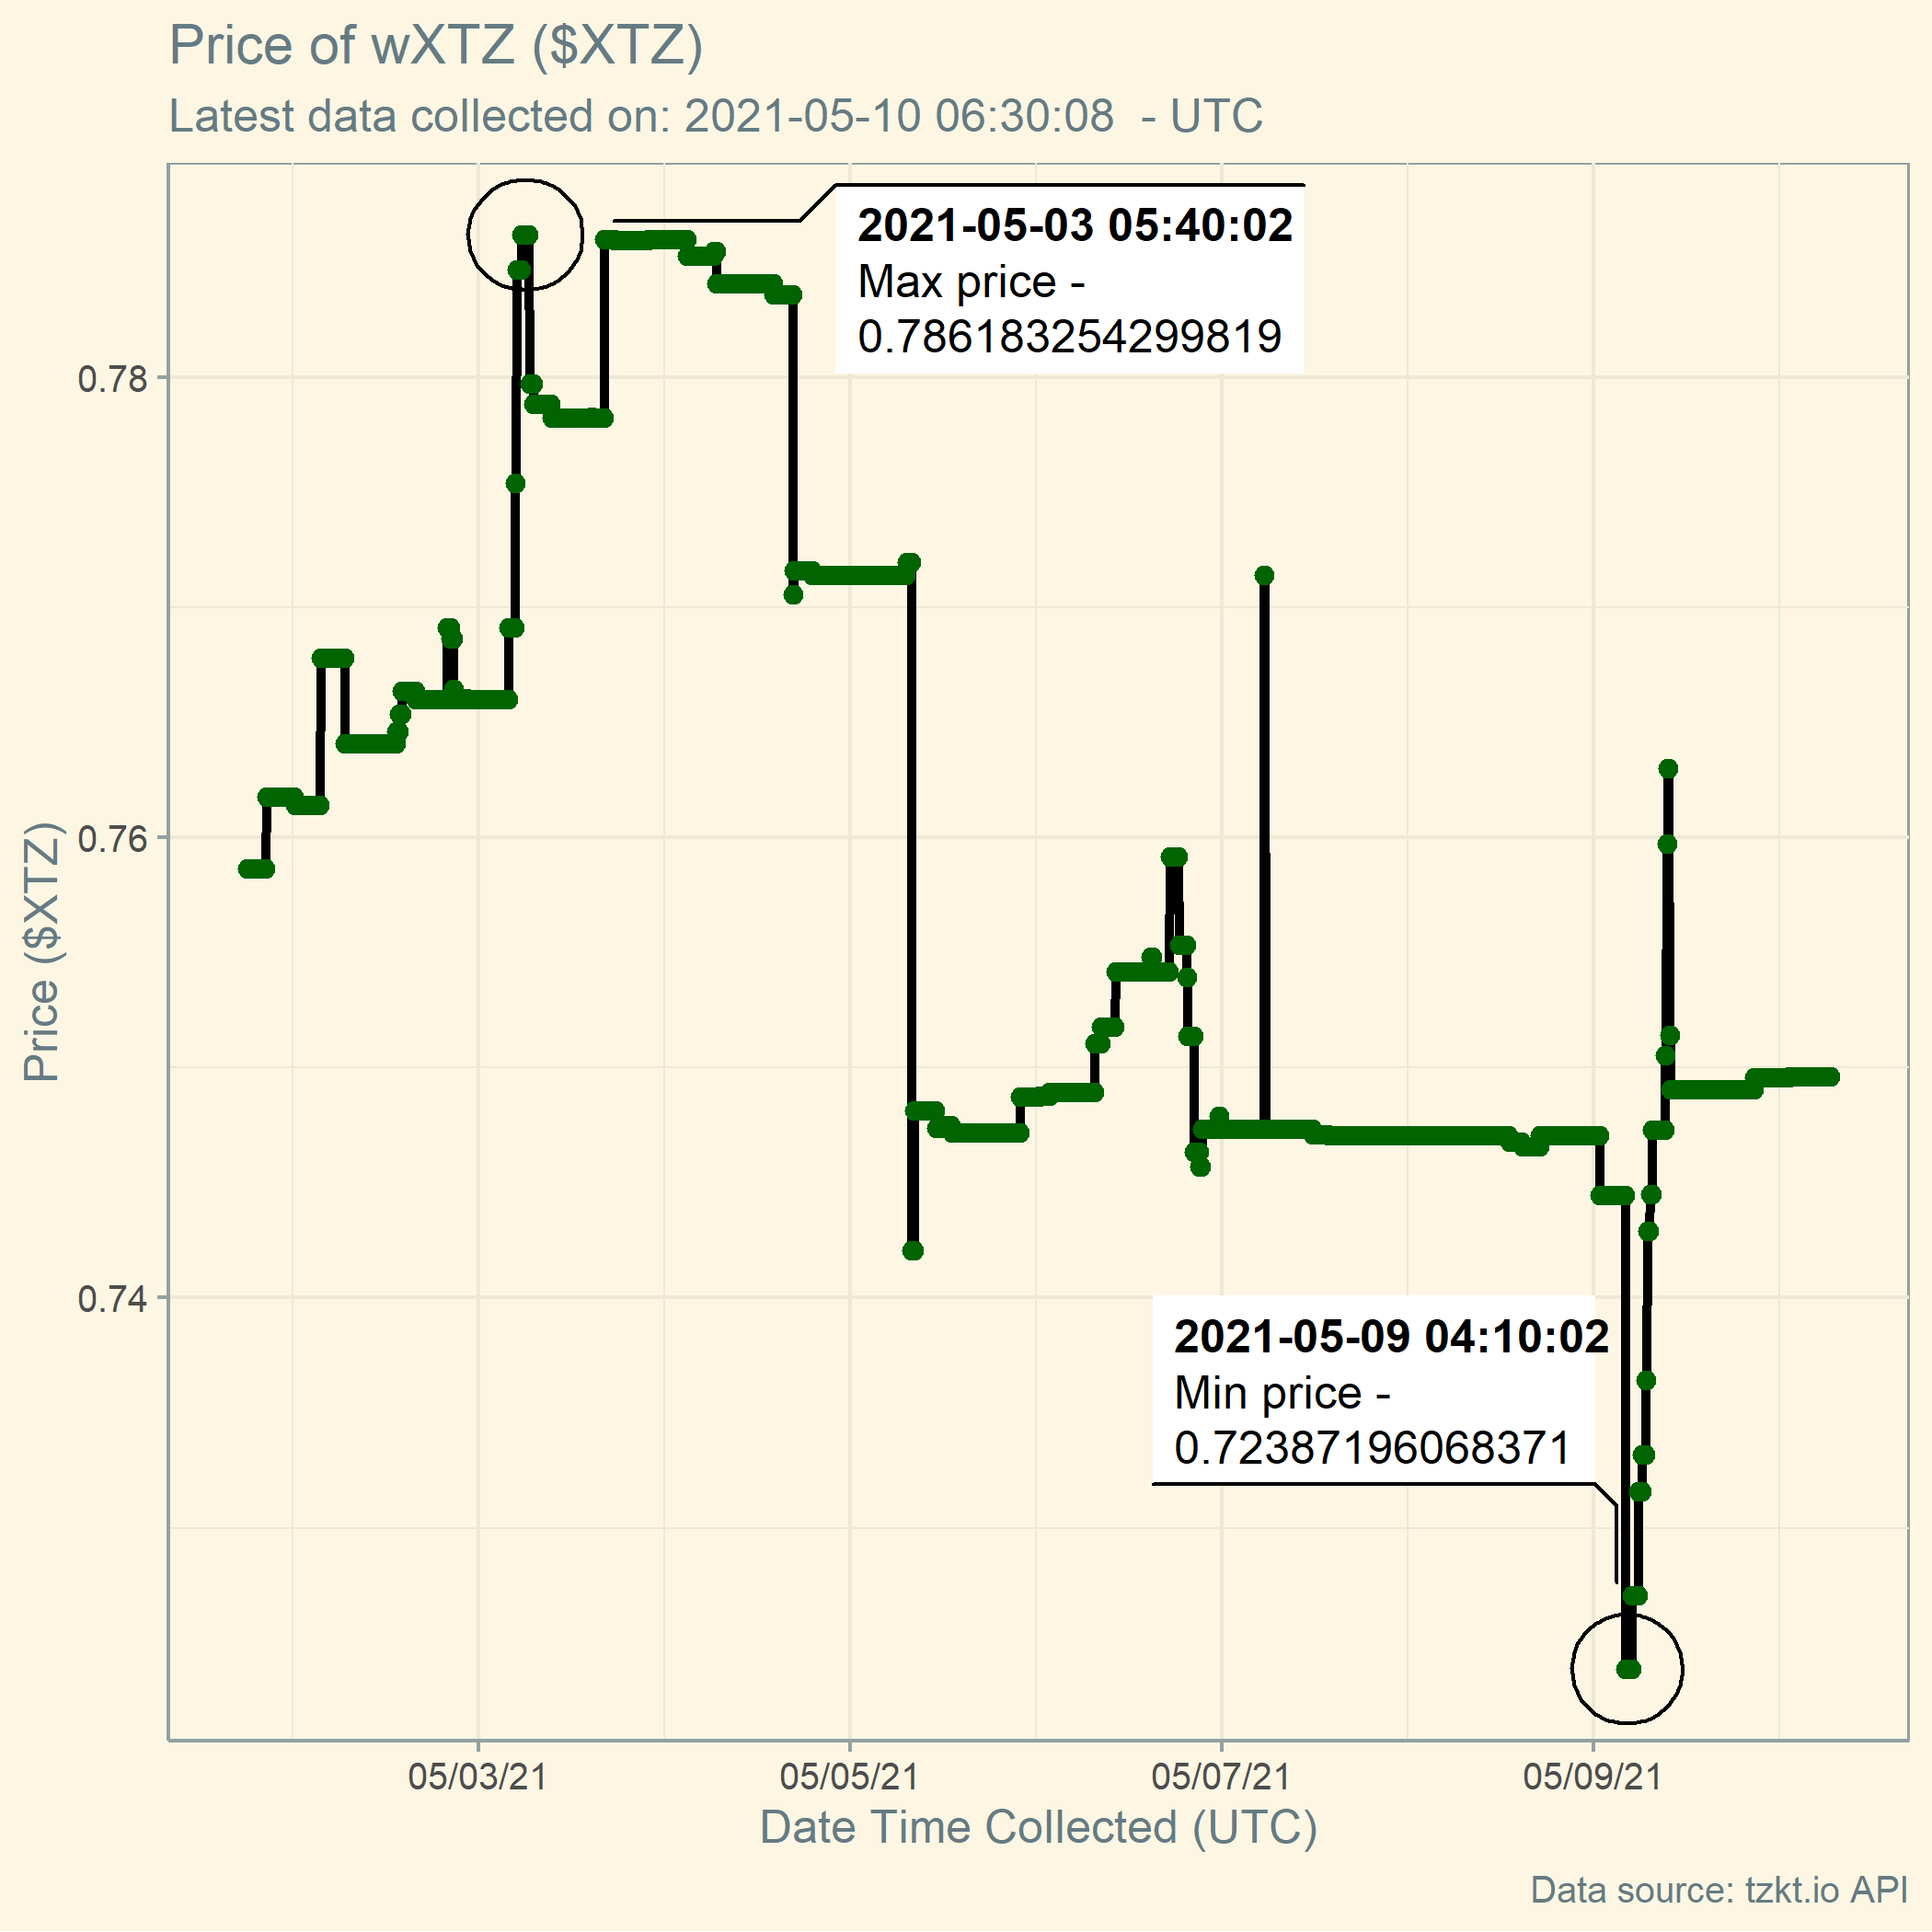 Price of wXTZ ($XTZ)
Latest data collected on: 2021-05-10 06:30:08  - UTC
2021-05-03 05:40:02
Max price -
0.786183254299819
0.78
0.76
0.74
Price ($XTZ)
2021-05-09 04:10:02
Min price -
0.72387196068371
05/03/21
05/05/21
05/07/21
05/09/21
Date Time Collected (UTC)
Data source: tzkt.io API